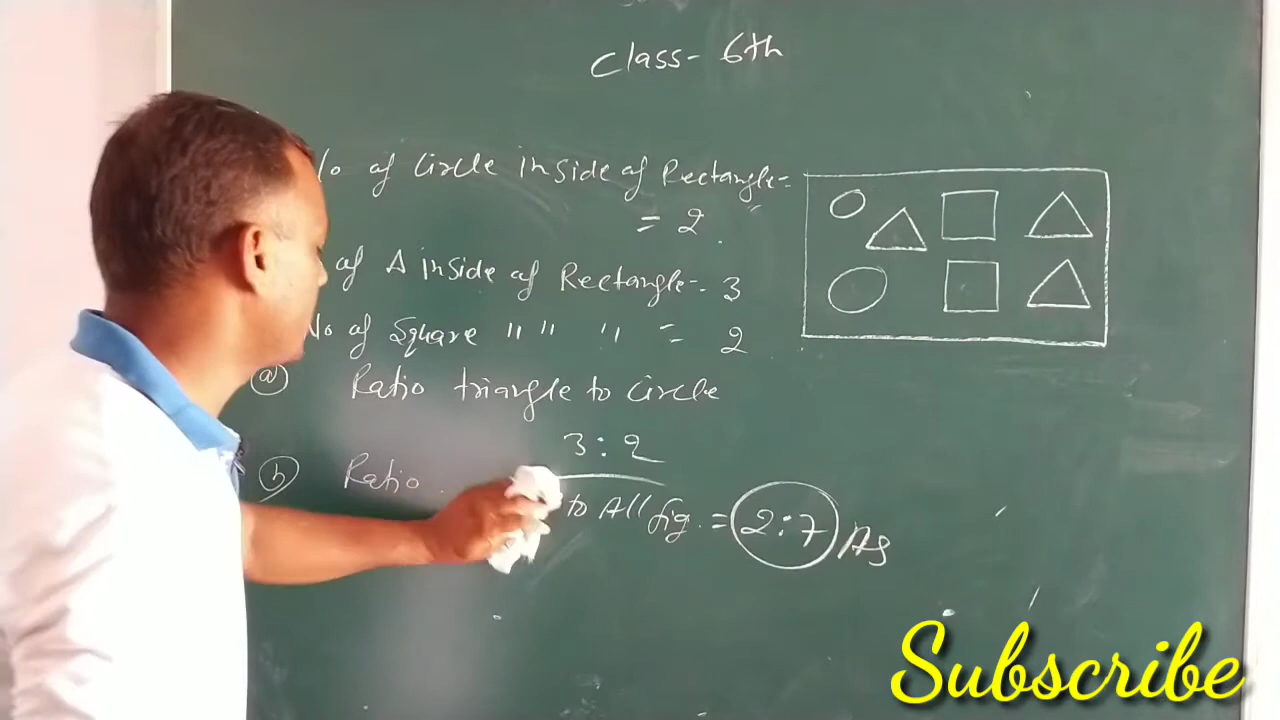 Class- 6th
No of Circle inside of Rectangle=
= 2
of Δ inside of Rectangle-. 3
No of Square " " " = 2
(a) Ratio triangle to circle
3:2
(b) Ratio
to All fig. = 2:7 As
Subscribe